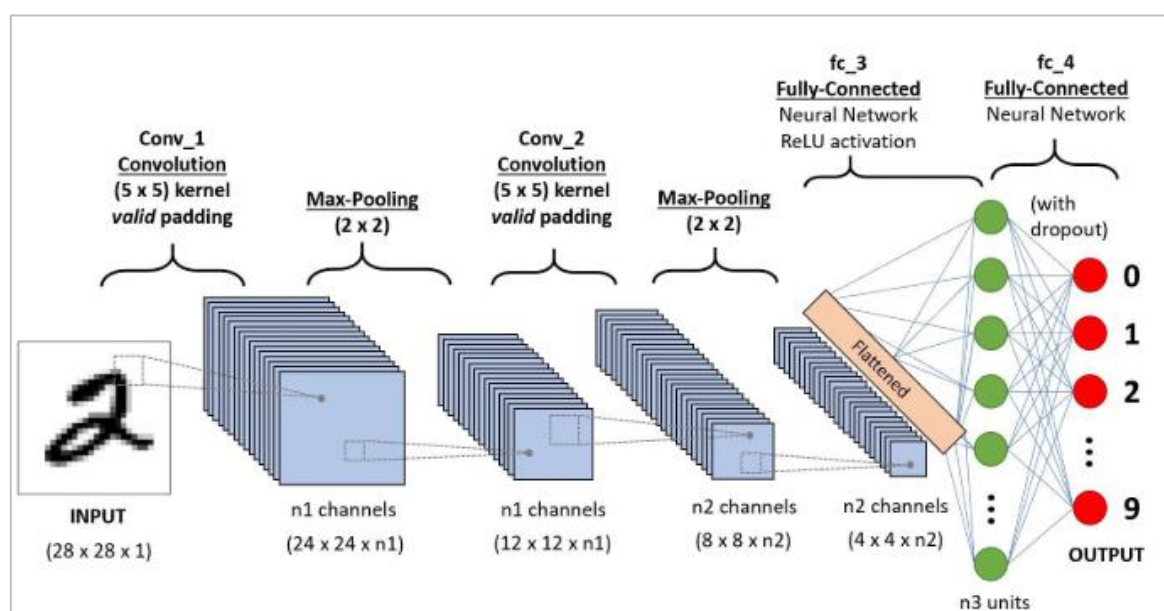 fc_3
Fully-Connected
Neural Network
ReLU activation
fc_4
Fully-Connected
Neural Network
Conv_1
Convolution
(5 x 5) kernel
valid padding
Max-Pooling
(2 x 2)
Conv_2
Convolution
(5 x 5) kernel
valid padding
Max-Pooling
(2 x 2)
(with
dropout)
0
1
2
9
Flattened
INPUT
(28 x 28 x 1)
n1 channels
(24 x 24 x n1)
n1 channels
(12 x 12 x n1)
n2 channels
(8 x 8 x n2)
n2 channels
(4 x 4 x n2)
n3 units
OUTPUT